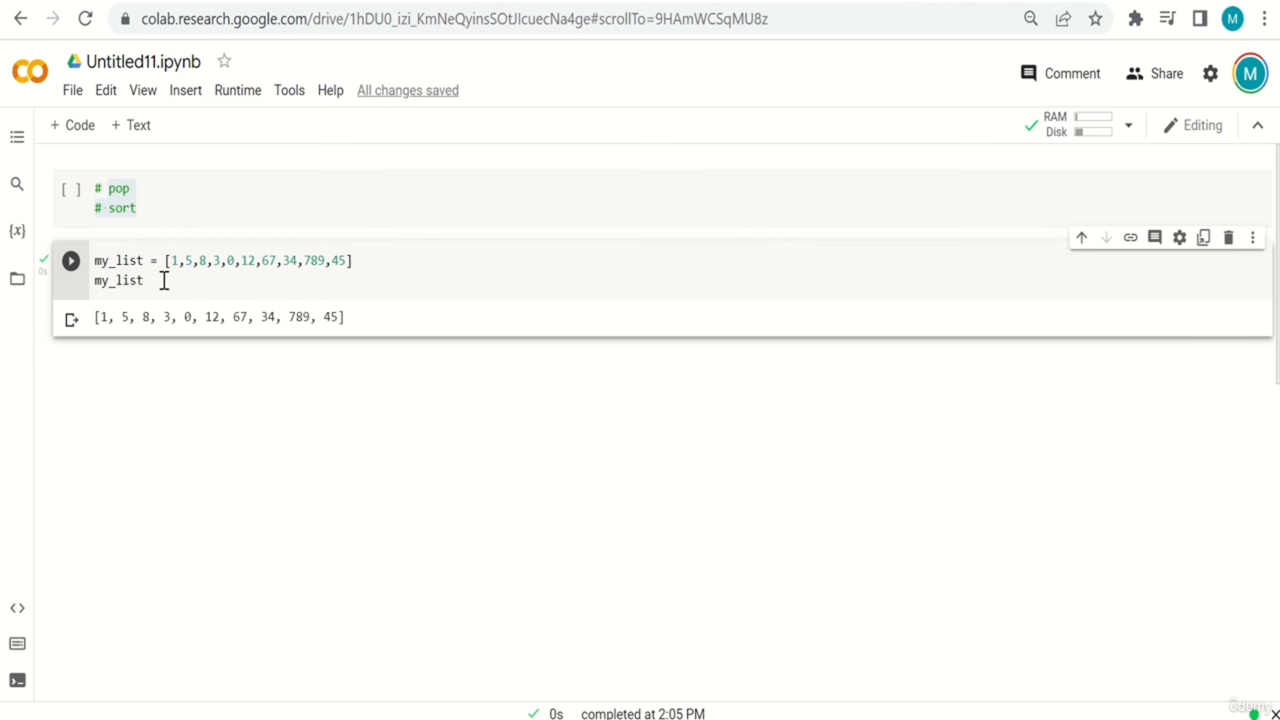 colab.research.google.com/drive/1hDU0_izi_KmNeQyinsSOtJIcuecNa4ge#scrollTo=9HAmWCSqMU8z
M
CO
Untitled11.ipynb
Comment
Share
M
File Edit View Insert Runtime Tools Help All changes saved
+ Code + Text
RAM
Disk
Editing
[ ] # pop
# sort
{x}
my_list = [1,5,8,3,0,12,67,34,789,45]
0s
my_list
[1, 5, 8, 3, 0, 12, 67, 34, 789, 45]
0s completed at 2:05 PM
ûdemy